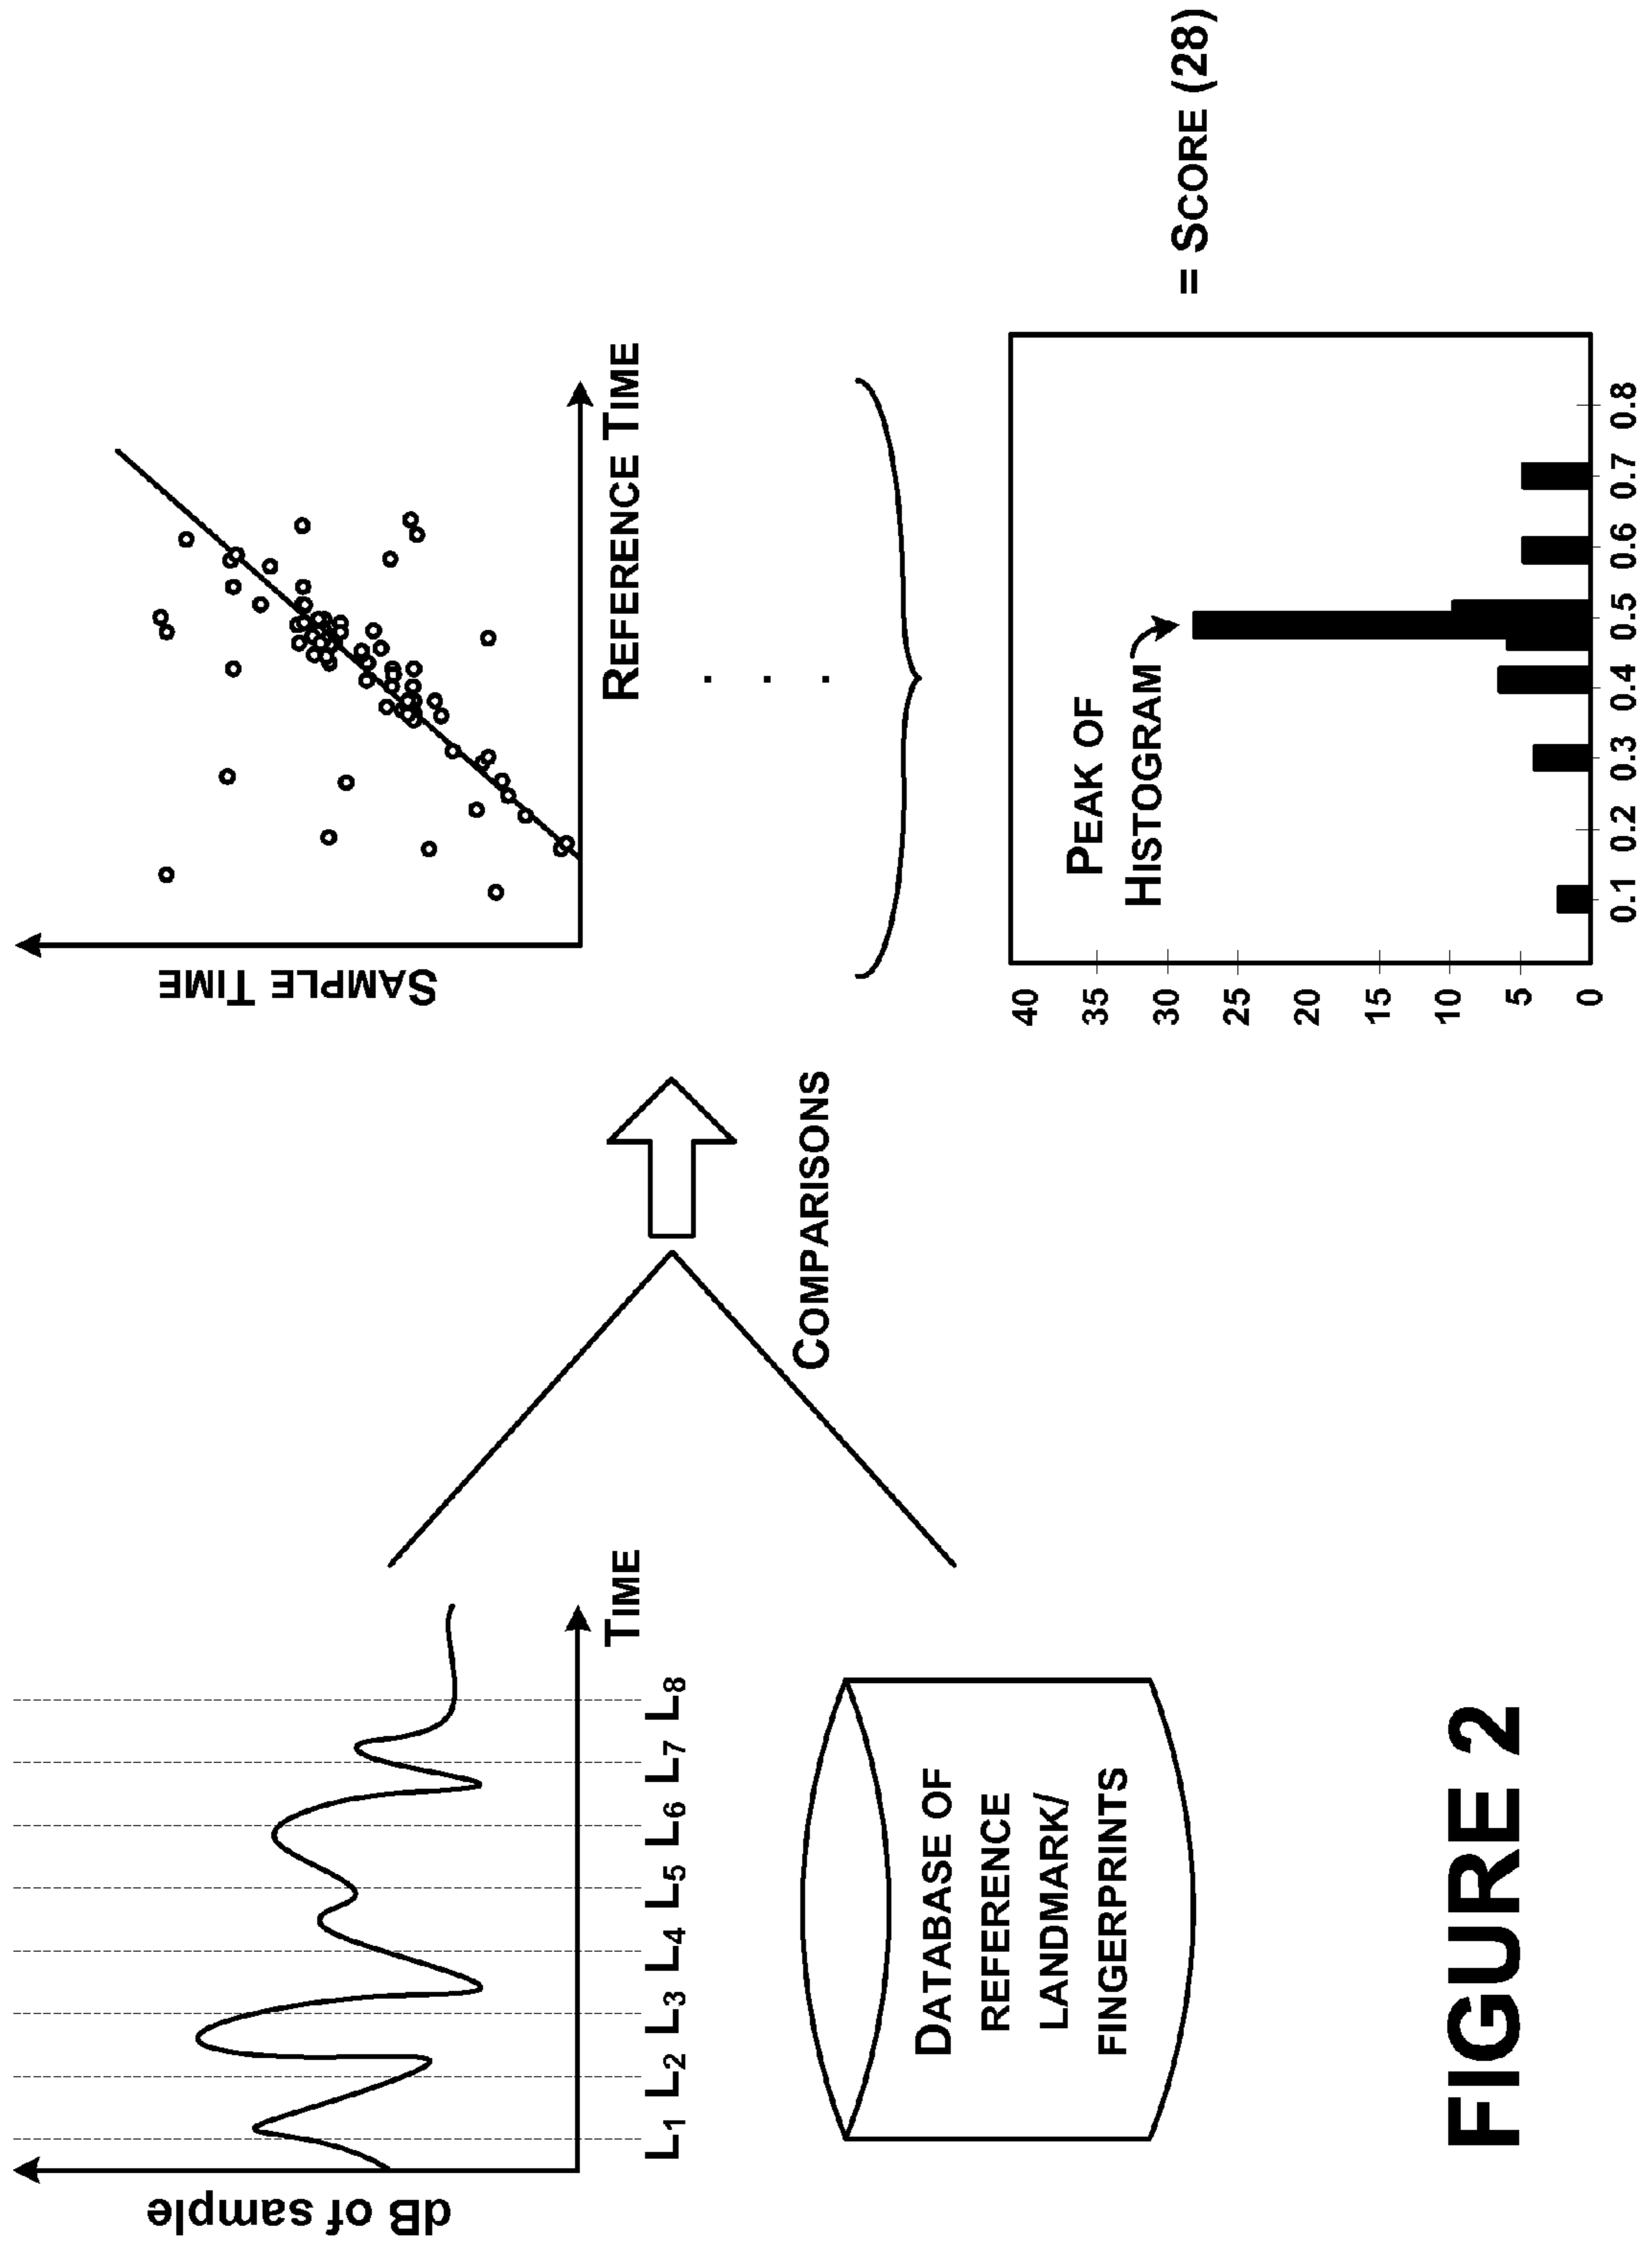 dB of sample
L1 L2 L3 L4 L5 L6 L7 L8
TIME
DATABASE OF
REFERENCE
LANDMARK/
FINGERPRINTS
COMPARISONS
SAMPLE TIME
REFERENCE TIME
. . .
40
35
30
25
20
15
10
5
0
PEAK OF
HISTOGRAM
0.1 0.2 0.3 0.4 0.5 0.6 0.7 0.8
= SCORE (28)
FIGURE 2